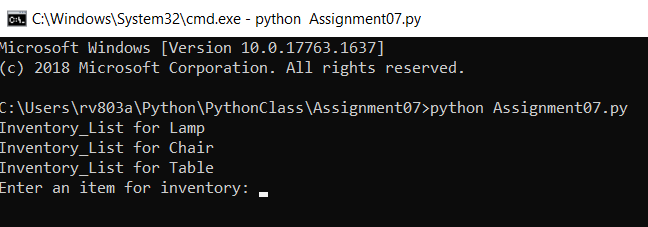 C:\Windows\System32\cmd.exe - python  Assignment07.py
Microsoft Windows [Version 10.0.17763.1637]
(c) 2018 Microsoft Corporation. All rights reserved.
C:\Users\rv803a\Python\PythonClass\Assignment07>python Assignment07.py
Inventory_List for Lamp
Inventory_List for Chair
Inventory_List for Table
Enter an item for inventory: